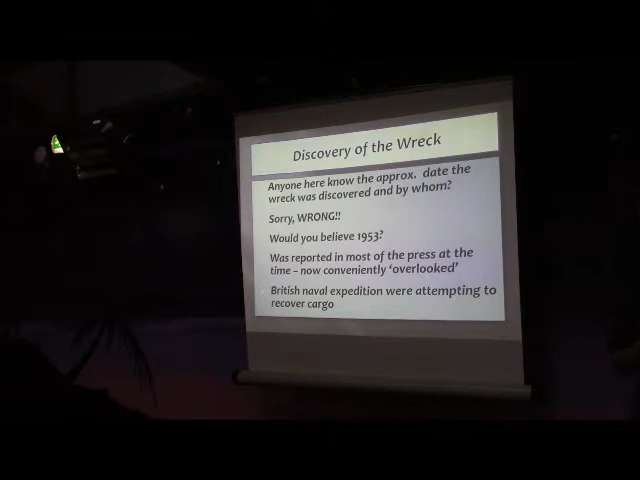 Discovery of the Wreck
Anyone here know the approx. date the
wreck was discovered and by whom?
Sorry, WRONG!!
Would you believe 1953?
Was reported in most of the press at the
time – now conveniently ‘overlooked’
British naval expedition were attempting to
recover cargo